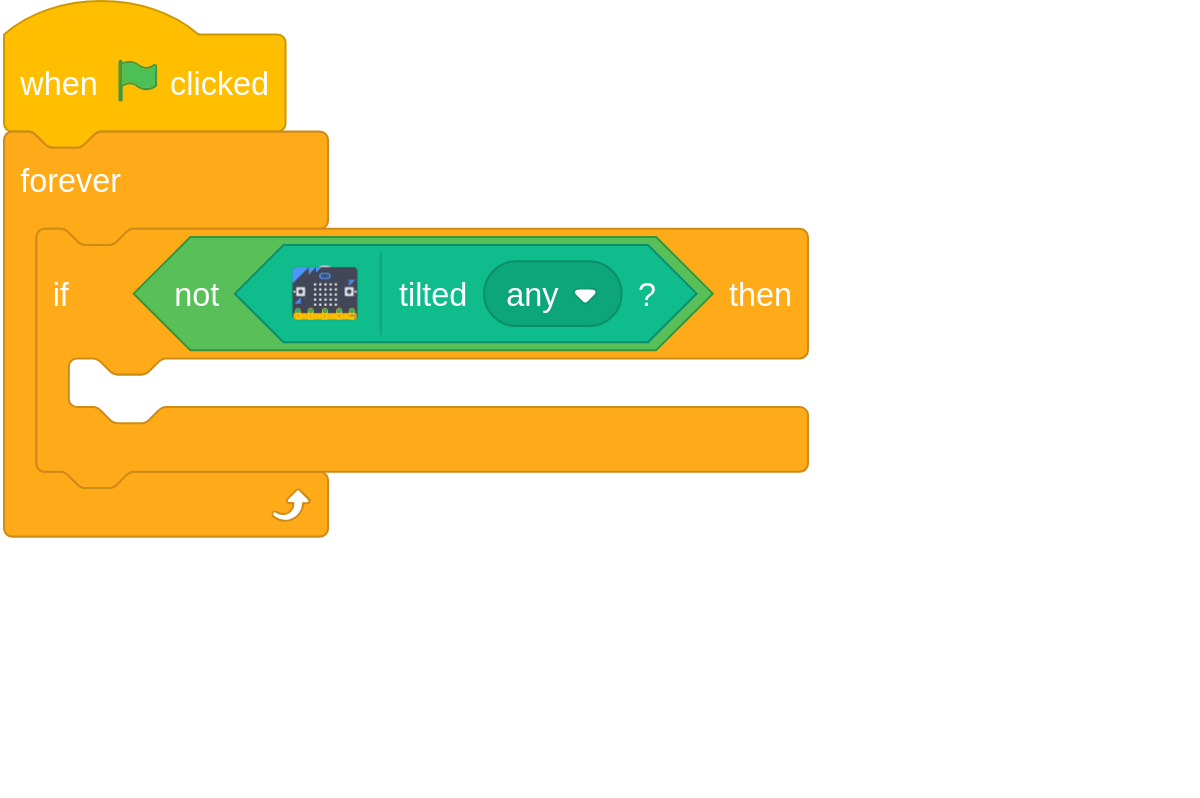 when clicked
forever
if not tilted any ? then